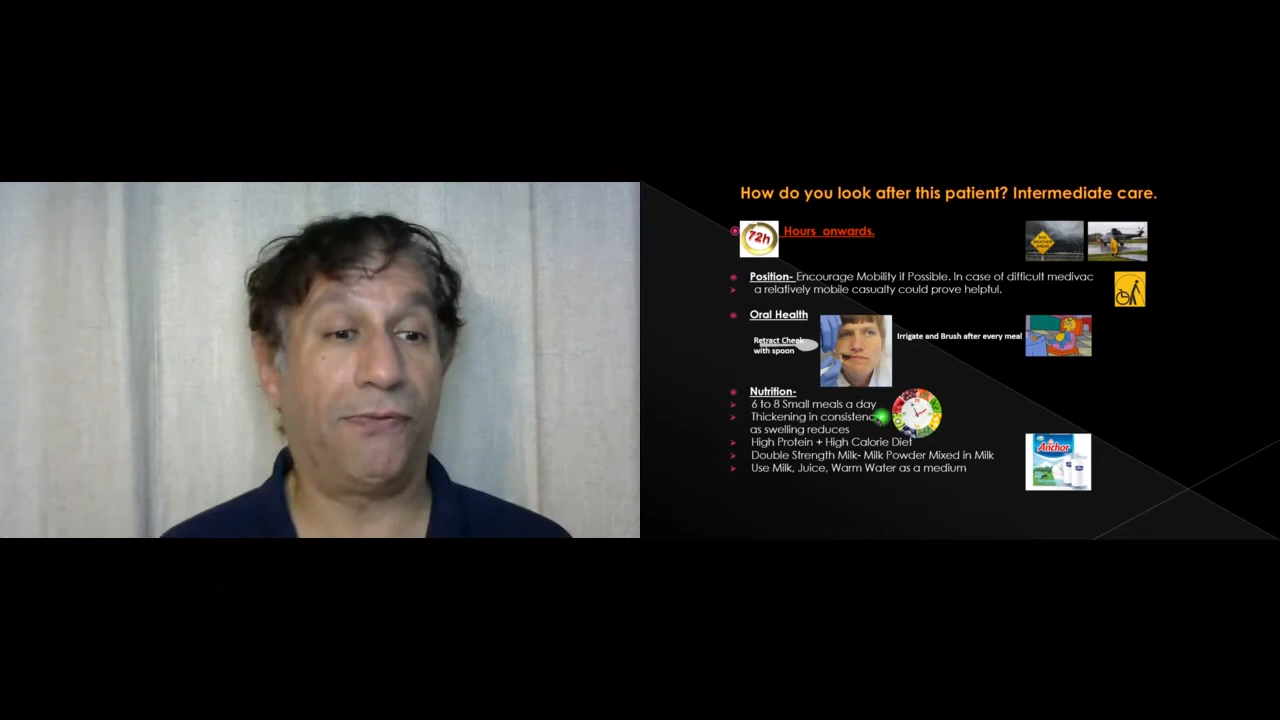 How do you look after this patient? Intermediate care.
72h Hours onwards.
BAD
WEATHER
AHEAD
Position- Encourage Mobility if Possible. In case of difficult medivac
a relatively mobile casualty could prove helpful.
Oral Health
Retract Cheek
with spoon
Irrigate and Brush after every meal
Nutrition-
6 to 8 Small meals a day
Thickening in consistency
as swelling reduces
High Protein + High Calorie Diet
Double Strength Milk- Milk Powder Mixed in Milk
Use Milk, Juice, Warm Water as a medium
Anchor